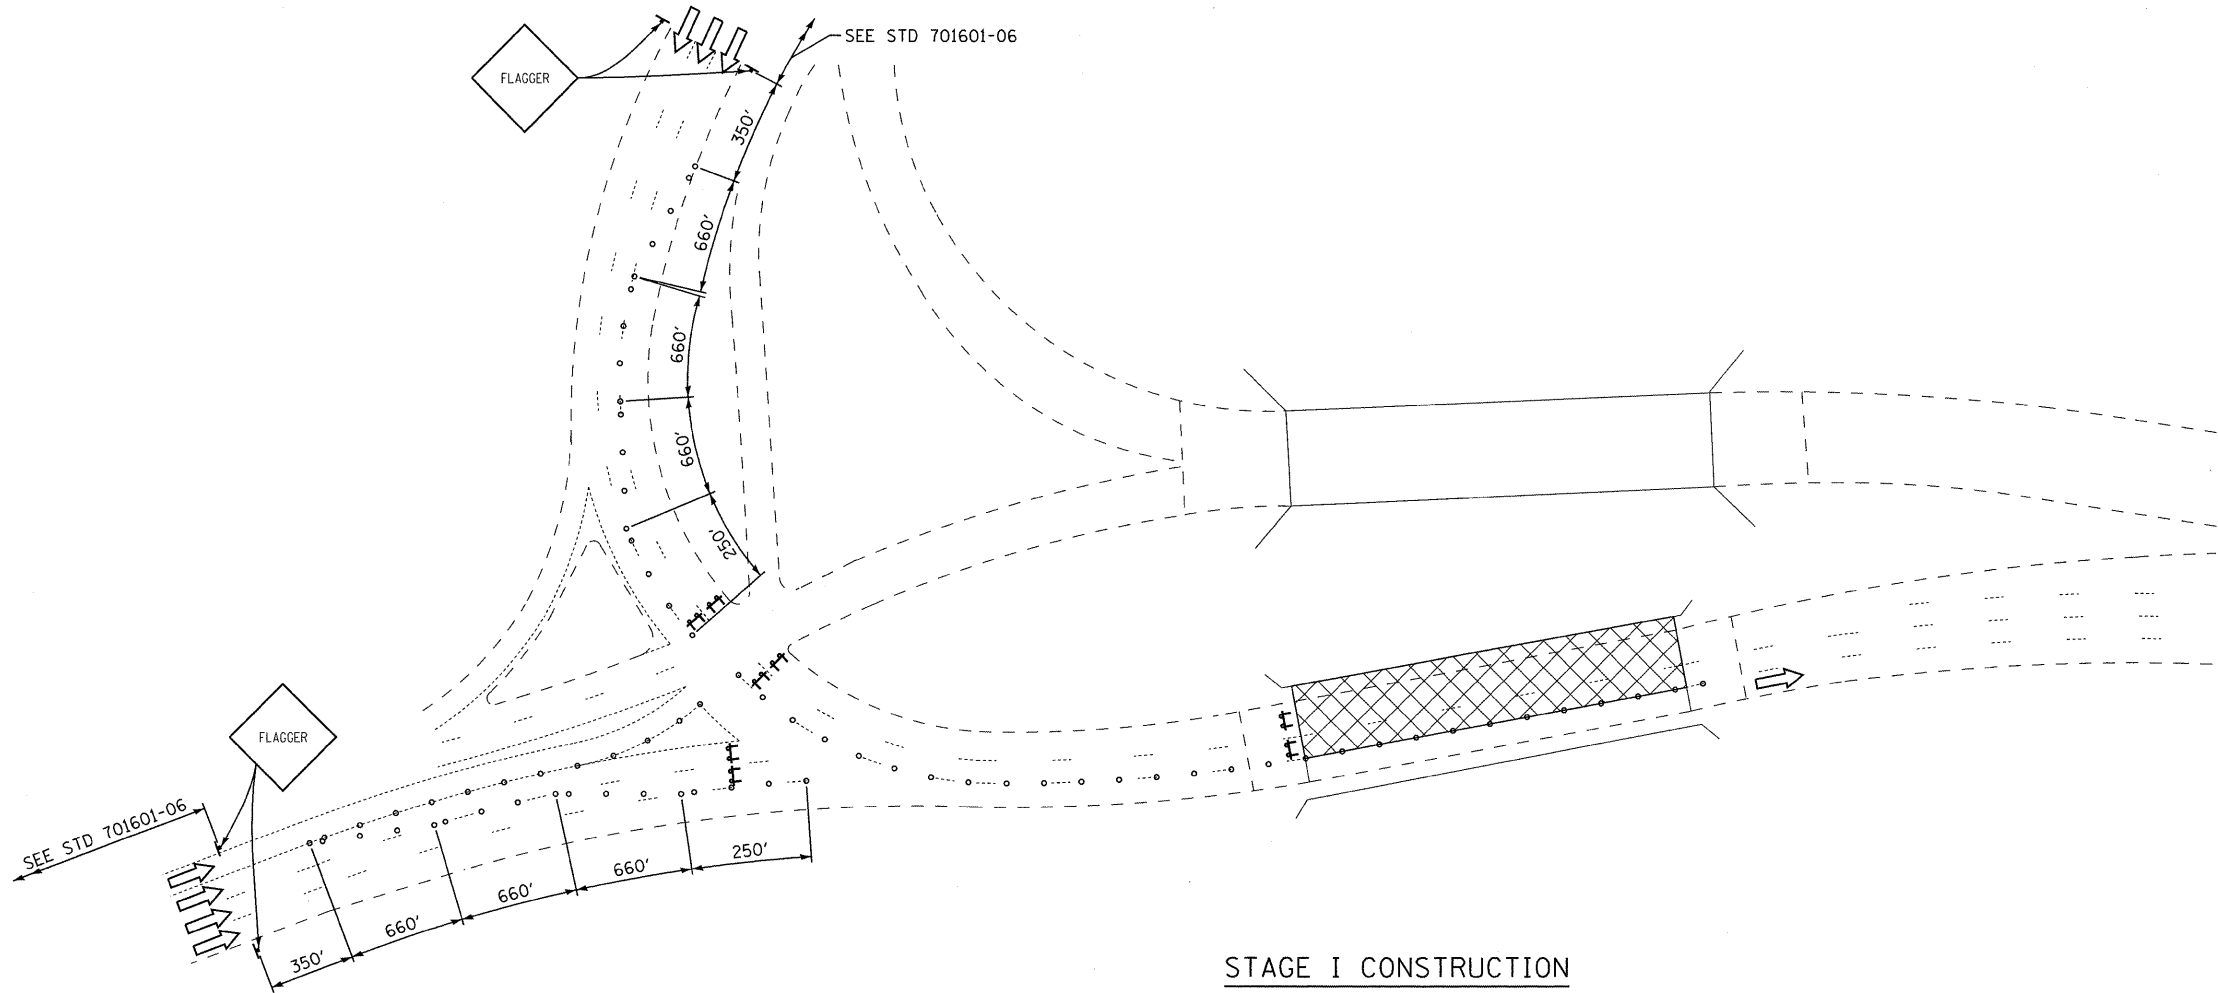 FLAGGER
SEE STD 701601-06
350'
660'
660'
660'
250'
FLAGGER
SEE STD 701601-06
350'
660'
660'
660'
250'
STAGE I CONSTRUCTION